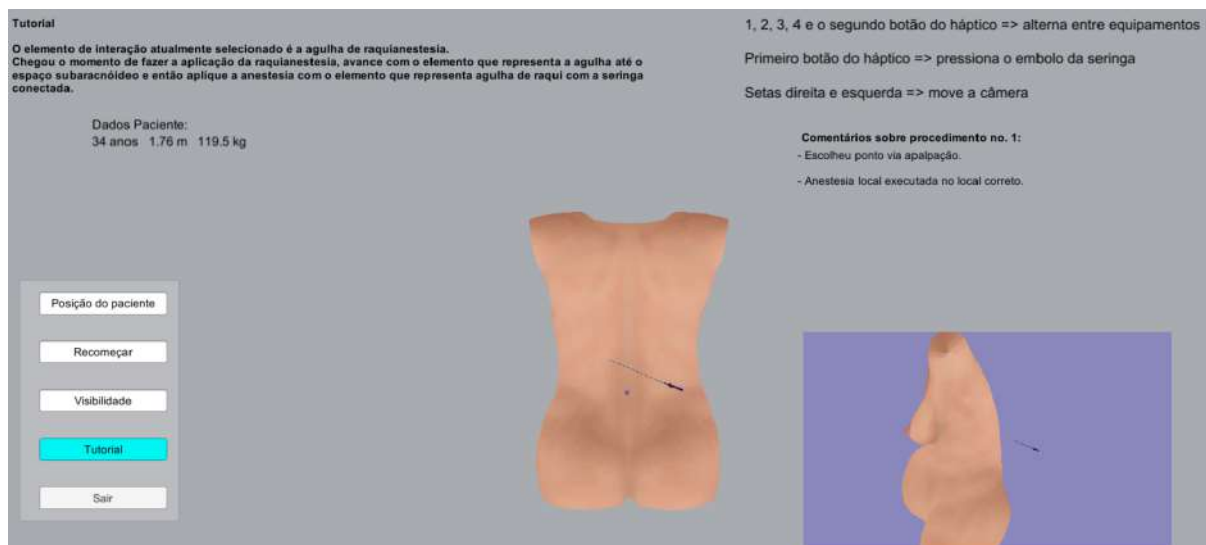 Tutorial
O elemento de interação atualmente selecionado é a agulha de raquianestesia.
Chegou o momento de fazer a aplicação da raquianestesia, avance com o elemento que representa a agulha até o
espaço subaracnóideo e então aplique a anestesia com o elemento que representa agulha de raqui com a seringa
conectada.
Dados Paciente:
34 anos 1.76 m 119.5 kg
1, 2, 3, 4 e o segundo botão do háptico => alterna entre equipamentos
Primeiro botão do háptico => pressiona o embolo da seringa
Setas direita e esquerda => move a câmera
Comentários sobre procedimento no. 1:
- Escolheu ponto via apalpação.
- Anestesia local executada no local correto.
Posição do paciente
Recomeçar
Visibilidade
Tutorial
Sair